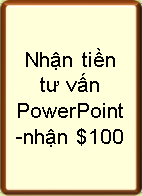 Nhận tiền
tư vấn
PowerPoint
-nhận $100